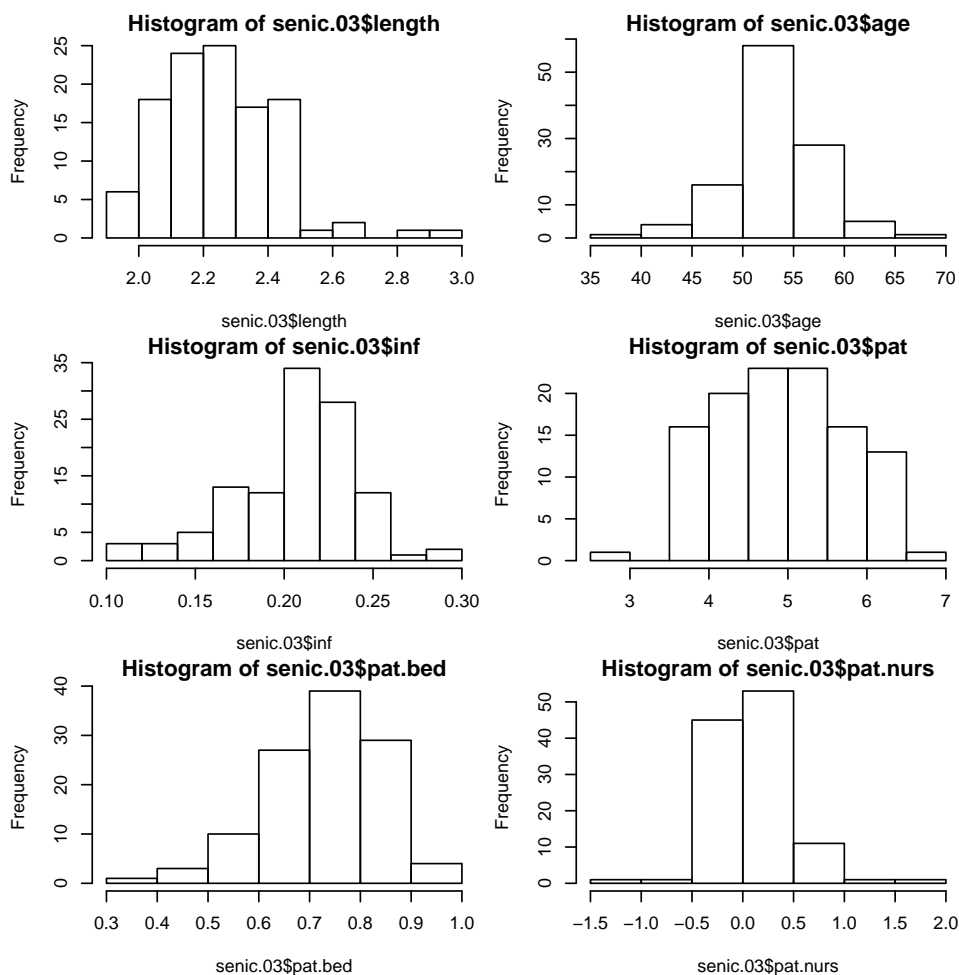 Histogram of senic.03$length
Frequency
0 5 10 15 20 25
2.0 2.2 2.4 2.6 2.8 3.0
senic.03$length
Histogram of senic.03$age
Frequency
0 10 30 50
35 40 45 50 55 60 65 70
senic.03$age
Histogram of senic.03$inf
Frequency
0 5 15 25 35
0.10 0.15 0.20 0.25 0.30
senic.03$inf
Histogram of senic.03$pat
Frequency
0 5 10 15 20
3 4 5 6 7
senic.03$pat
Histogram of senic.03$pat.bed
Frequency
0 10 20 30 40
0.3 0.4 0.5 0.6 0.7 0.8 0.9 1.0
senic.03$pat.bed
Histogram of senic.03$pat.nurs
Frequency
0 10 20 30 40 50
−1.5 −1.0 −0.5 0.0 0.5 1.0 1.5 2.0
senic.03$pat.nurs